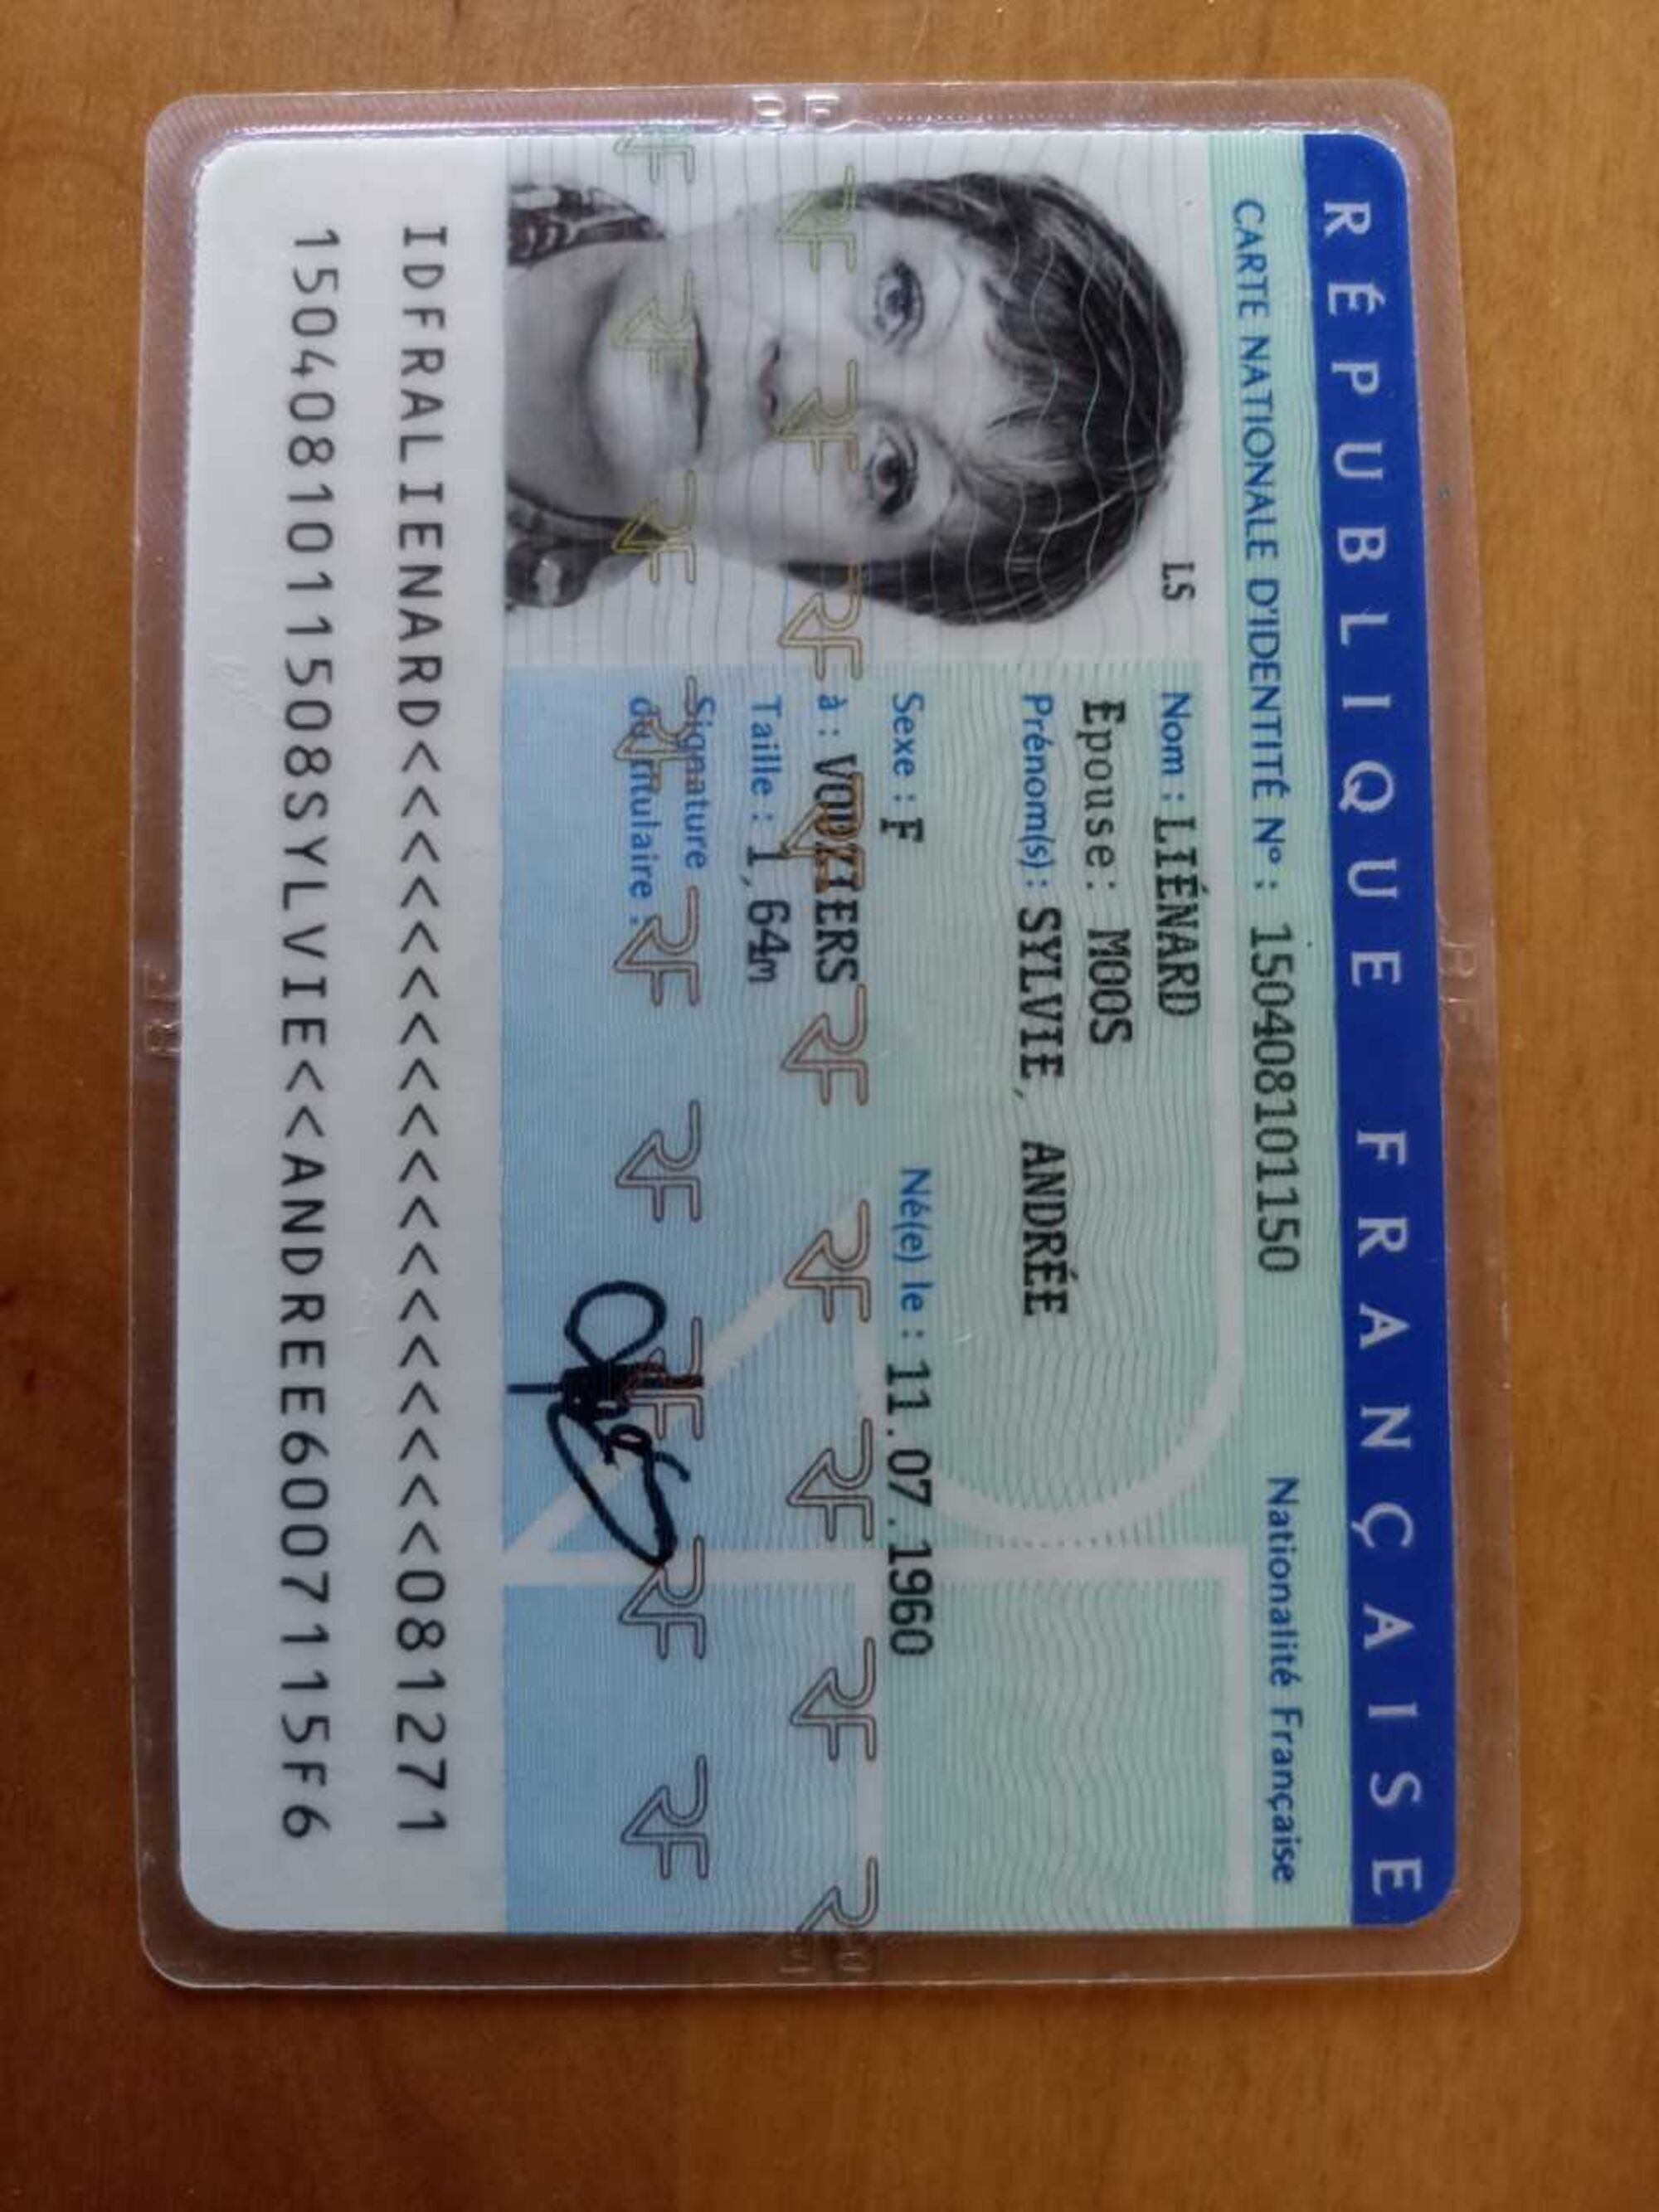 RÉPUBLIQUE FRANÇAISE
CARTE NATIONALE D'IDENTITÉ N° : 150408101150 Nationalité Française
LS
Nom : LIÉNARD
Epouse : MOOS
Prénom(s) : SYLVIE, ANDRÉE
Sexe : F Né(e) le : 11.07.1960
à : VOUZIERS
Taille : 1,64m
Signature
du titulaire :
IDFRALIENARD<<<<<<<<<<<<<<<<<<081271
1504081011508SYLVIE<<ANDREE6007115F6